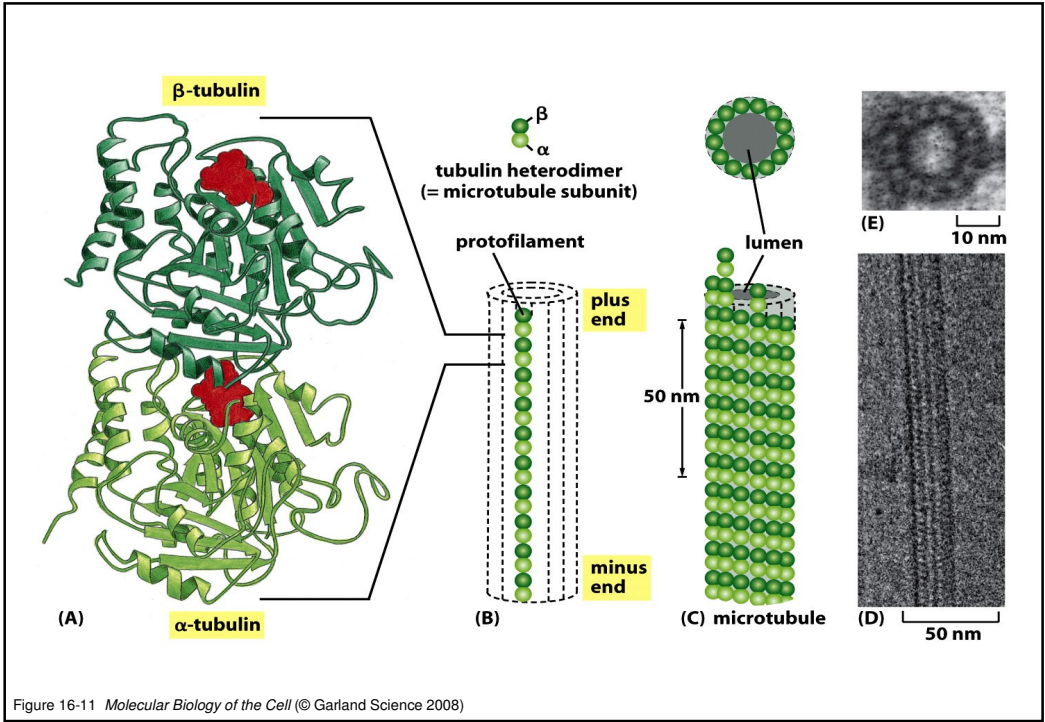 β-tubulin
β
α
tubulin heterodimer
(= microtubule subunit)
(E)
10 nm
protofilament
lumen
plus
end
50 nm
minus
end
(A)
α-tubulin
(B)
(C) microtubule
(D)
50 nm
Figure 16-11 Molecular Biology of the Cell (© Garland Science 2008)